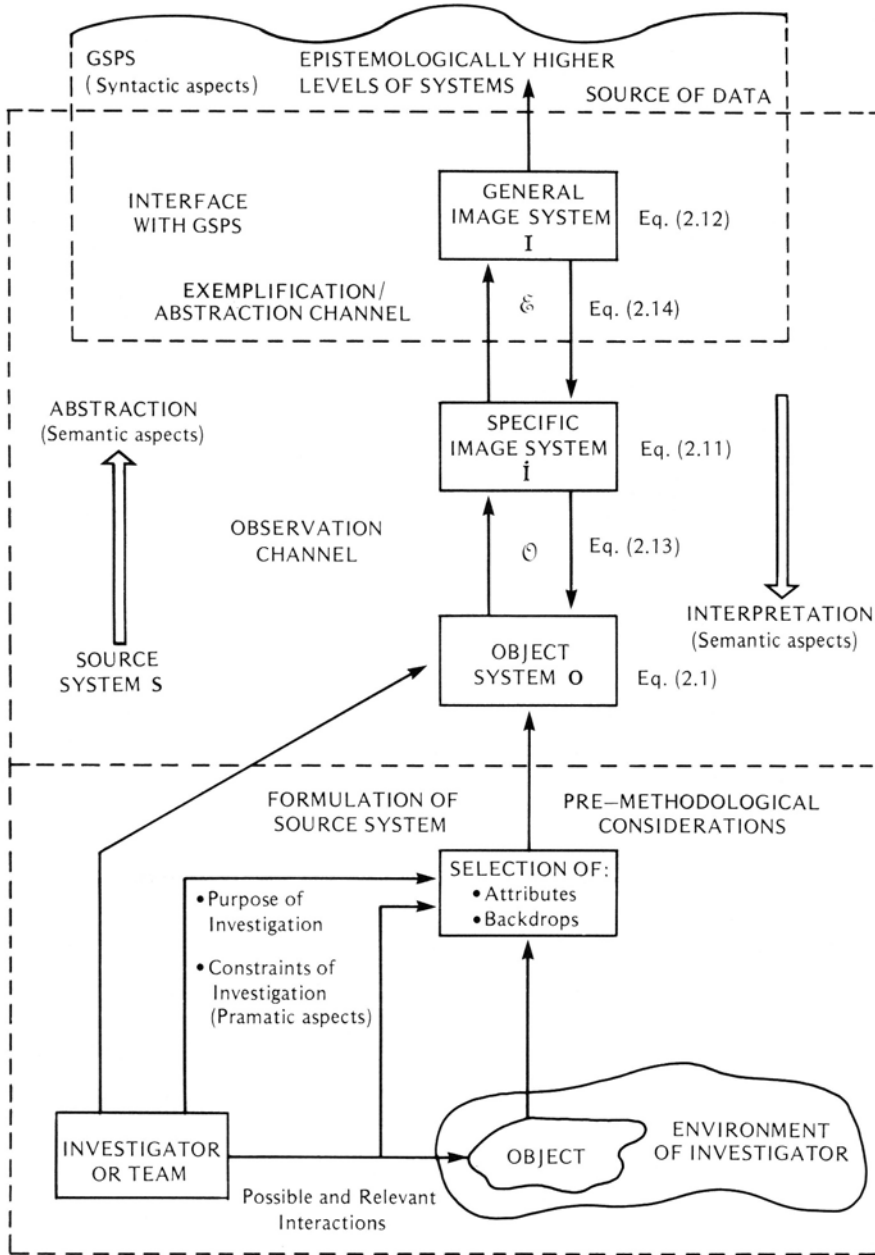 GSPS
(Syntactic aspects)
EPISTEMOLOGICALLY HIGHER
LEVELS OF SYSTEMS
SOURCE OF DATA
INTERFACE
WITH GSPS
GENERAL
IMAGE SYSTEM
I
Eq. (2.12)
EXEMPLIFICATION/
ABSTRACTION CHANNEL
ℰ
Eq. (2.14)
ABSTRACTION
(Semantic aspects)
SPECIFIC
IMAGE SYSTEM
İ
Eq. (2.11)
OBSERVATION
CHANNEL
𝒪
Eq. (2.13)
INTERPRETATION
(Semantic aspects)
SOURCE
SYSTEM S
OBJECT
SYSTEM O
Eq. (2.1)
FORMULATION OF
SOURCE SYSTEM
PRE–METHODOLOGICAL
CONSIDERATIONS
SELECTION OF:
• Attributes
• Backdrops
• Purpose of
Investigation
• Constraints of
Investigation
(Pramatic aspects)
INVESTIGATOR
OR TEAM
Possible and Relevant
Interactions
OBJECT
ENVIRONMENT
OF INVESTIGATOR